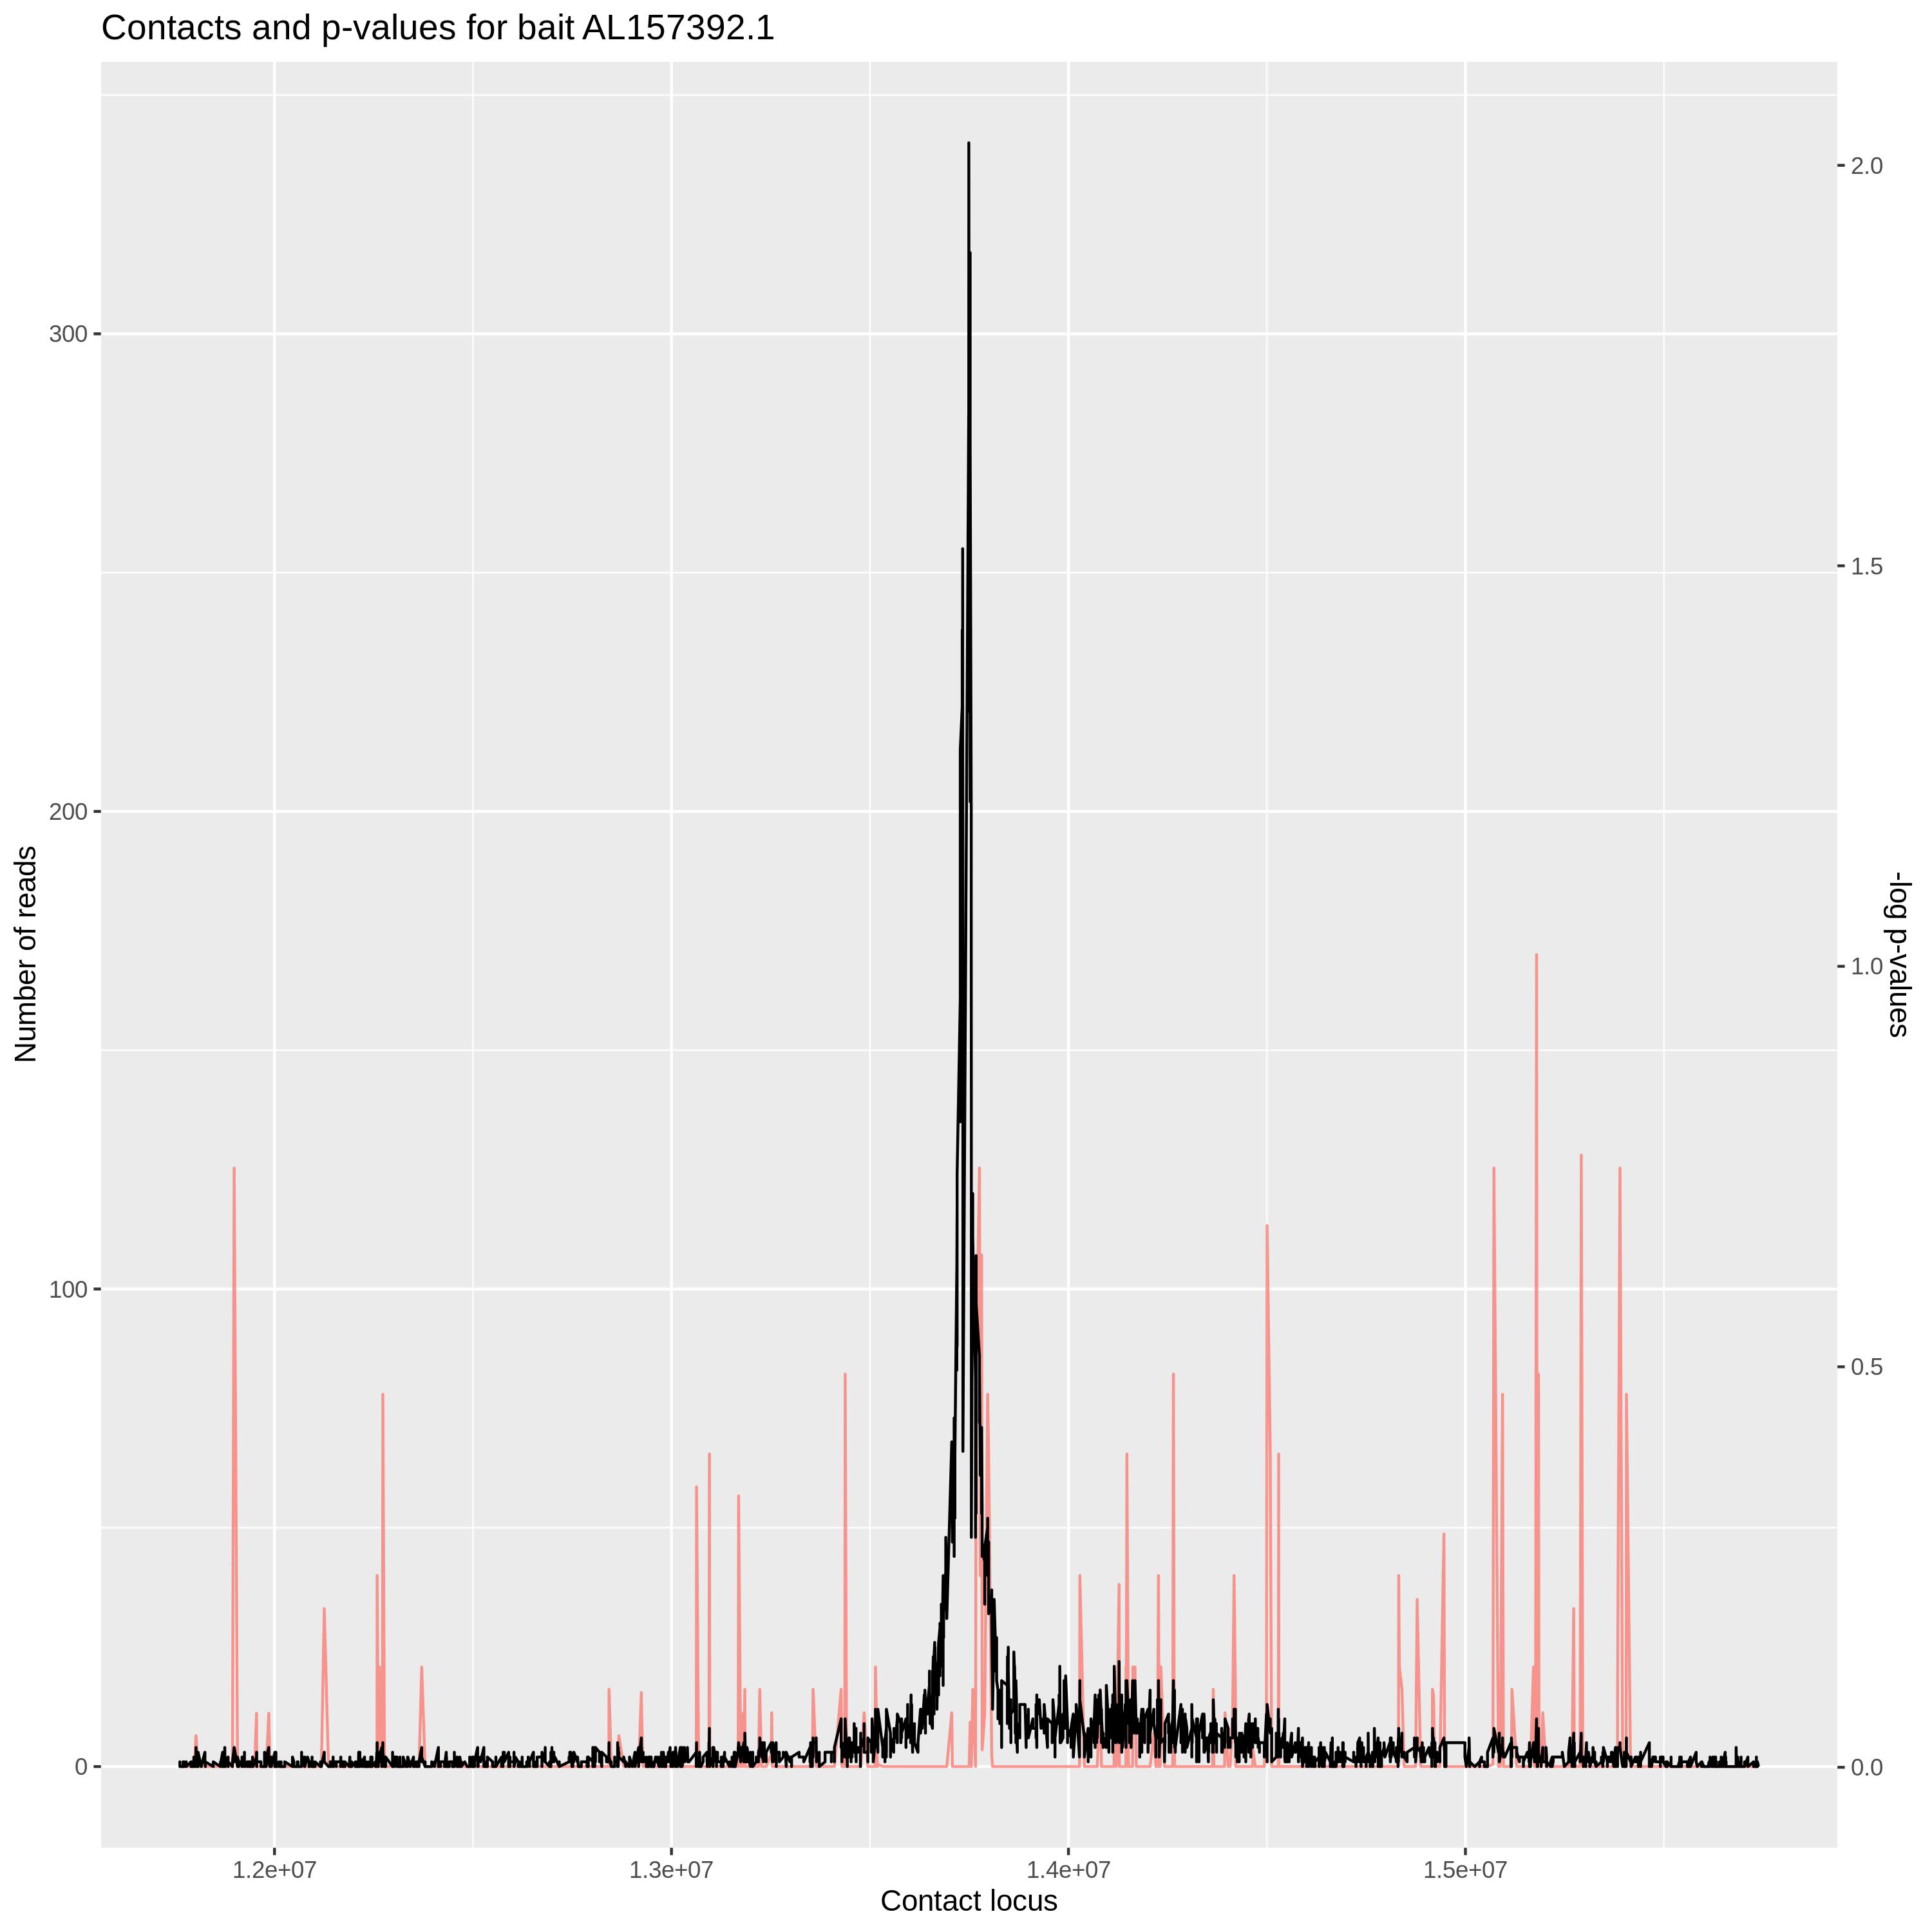 Contacts and p-values for bait AL157392.1
300
200
100
0
Number of reads
2.0
1.5
1.0
0.5
0.0
-log p-values
1.2e+07
1.3e+07
1.4e+07
1.5e+07
Contact locus